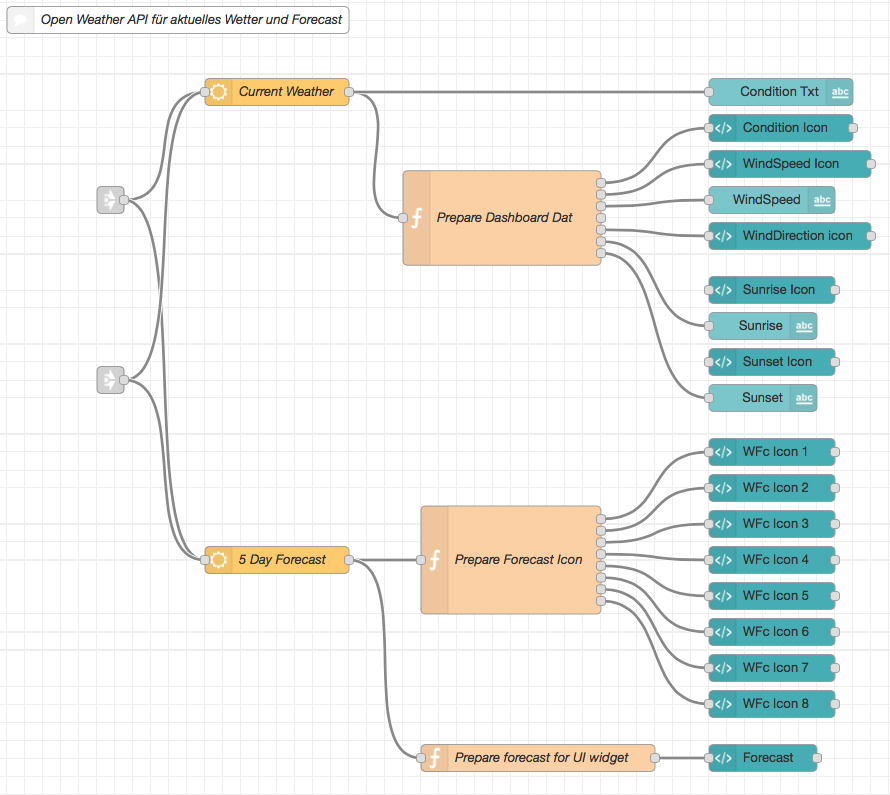 Open Weather API für aktuelles Wetter und Forecast
Current Weather
Condition Txt abc
</> Condition Icon
</> WindSpeed Icon
Prepare Dashboard Dat
WindSpeed abc
</> WindDirection icon
</> Sunrise Icon
Sunrise abc
</> Sunset Icon
Sunset abc
</> WFc Icon 1
</> WFc Icon 2
</> WFc Icon 3
5 Day Forecast
Prepare Forecast Icon
</> WFc Icon 4
</> WFc Icon 5
</> WFc Icon 6
</> WFc Icon 7
</> WFc Icon 8
Prepare forecast for UI widget
</> Forecast